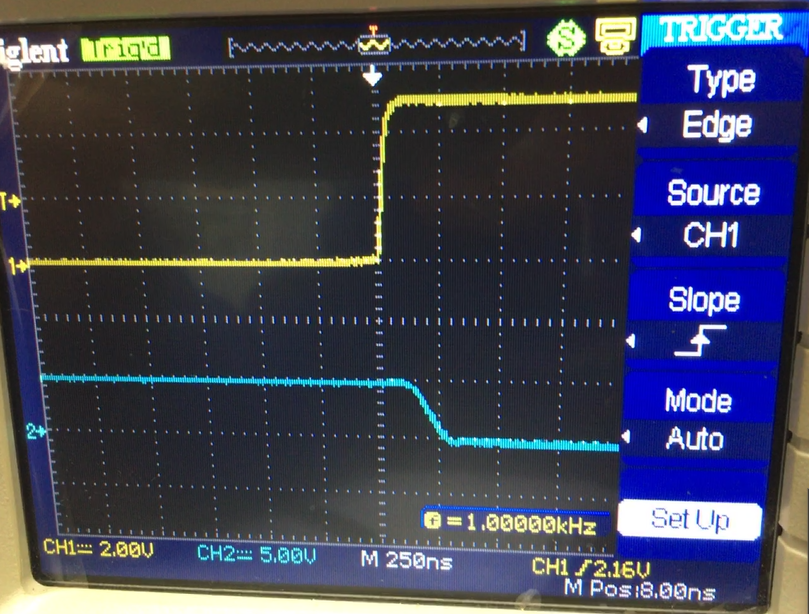 iglent Trig'd TRIGGER
Type
Edge
Source
CH1
Slope
Mode
Auto
Set Up
T
1
2
f =1.00000kHz
CH1 2.00V CH2 5.00V M 250ns CH1 2.16V
M Pos:8.00ns